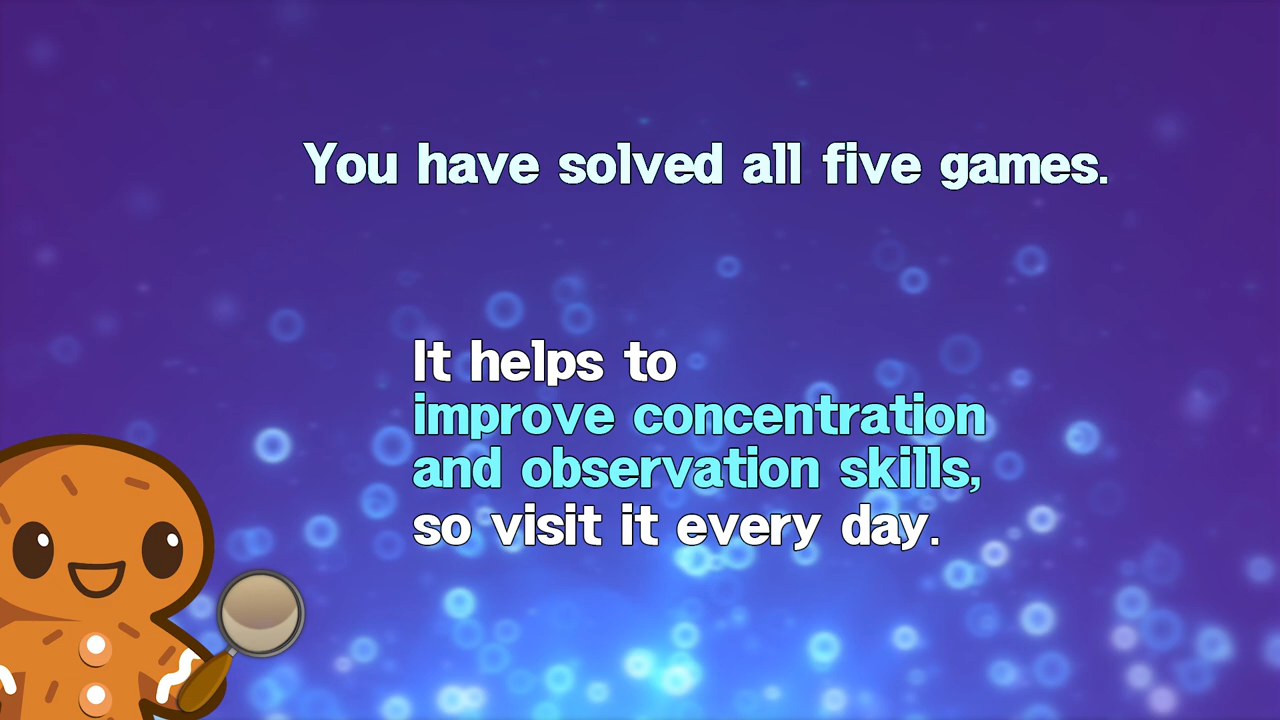 You have solved all five games.
It helps to
improve concentration
and observation skills,
so visit it every day.